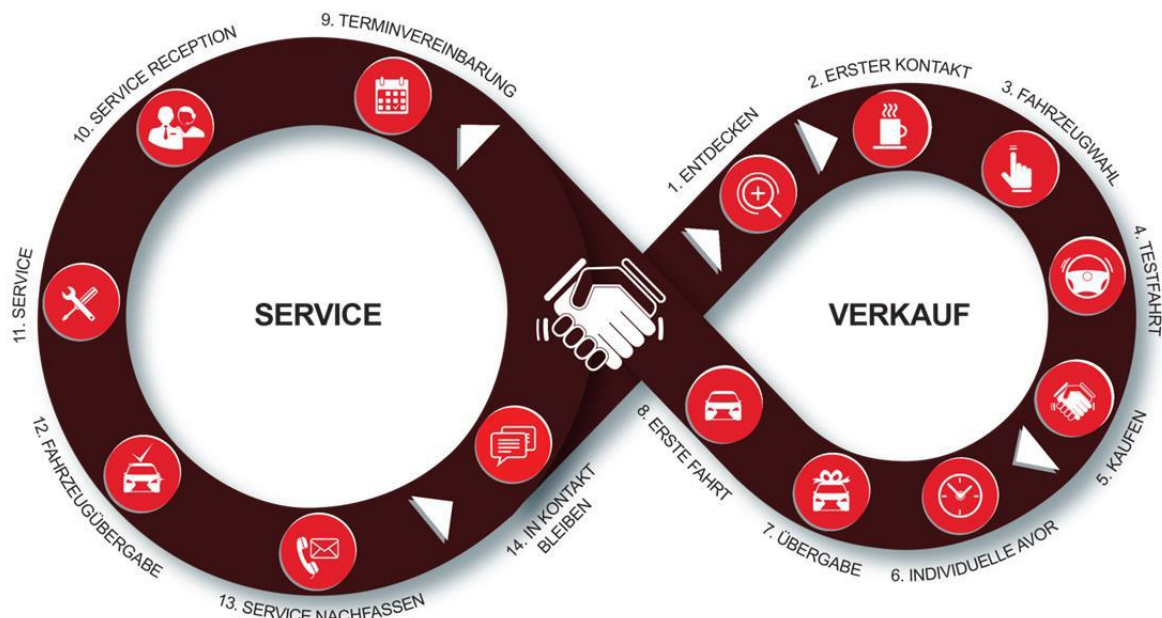 SERVICE
VERKAUF
1. ENTDECKEN
2. ERSTER KONTAKT
3. FAHRZEUGWAHL
4. TESTFAHRT
5. KAUFEN
6. INDIVIDUELLE AVOR
7. ÜBERGABE
8. ERSTE FAHRT
9. TERMINVEREINBARUNG
10. SERVICE RECEPTION
11. SERVICE
12. FAHRZEUGÜBERGABE
13. SERVICE NACHFASSEN
14. IN KONTAKT
BLEIBEN